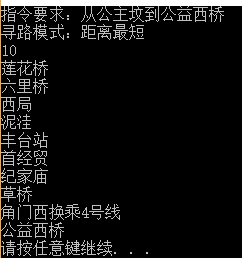 指令要求：从公主坟到公益西桥
寻路模式：距离最短
10
莲花桥
六里桥
西局
泥洼
丰台站
首经贸
纪家庙
草桥
角门西换乘4号线
公益西桥
请按任意键继续. . .